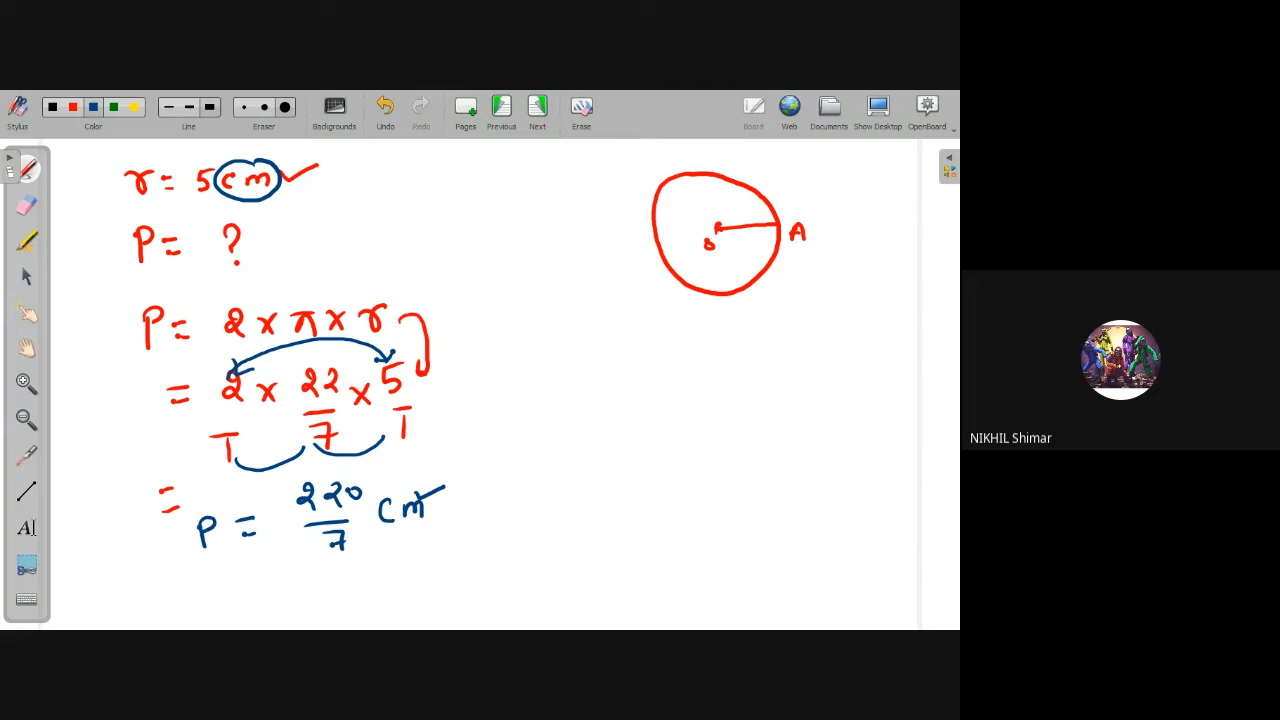 Stylus Color Line Eraser Backgrounds Undo Redo Pages Previous Next Erase Board Web Documents Show Desktop OpenBoard
r = 5 cm ✓
P = ?
O A
P = 2 × π × r
= 2/1 × 22/7 × 5/1
=
P = 220/7 cm
NIKHIL Shimar